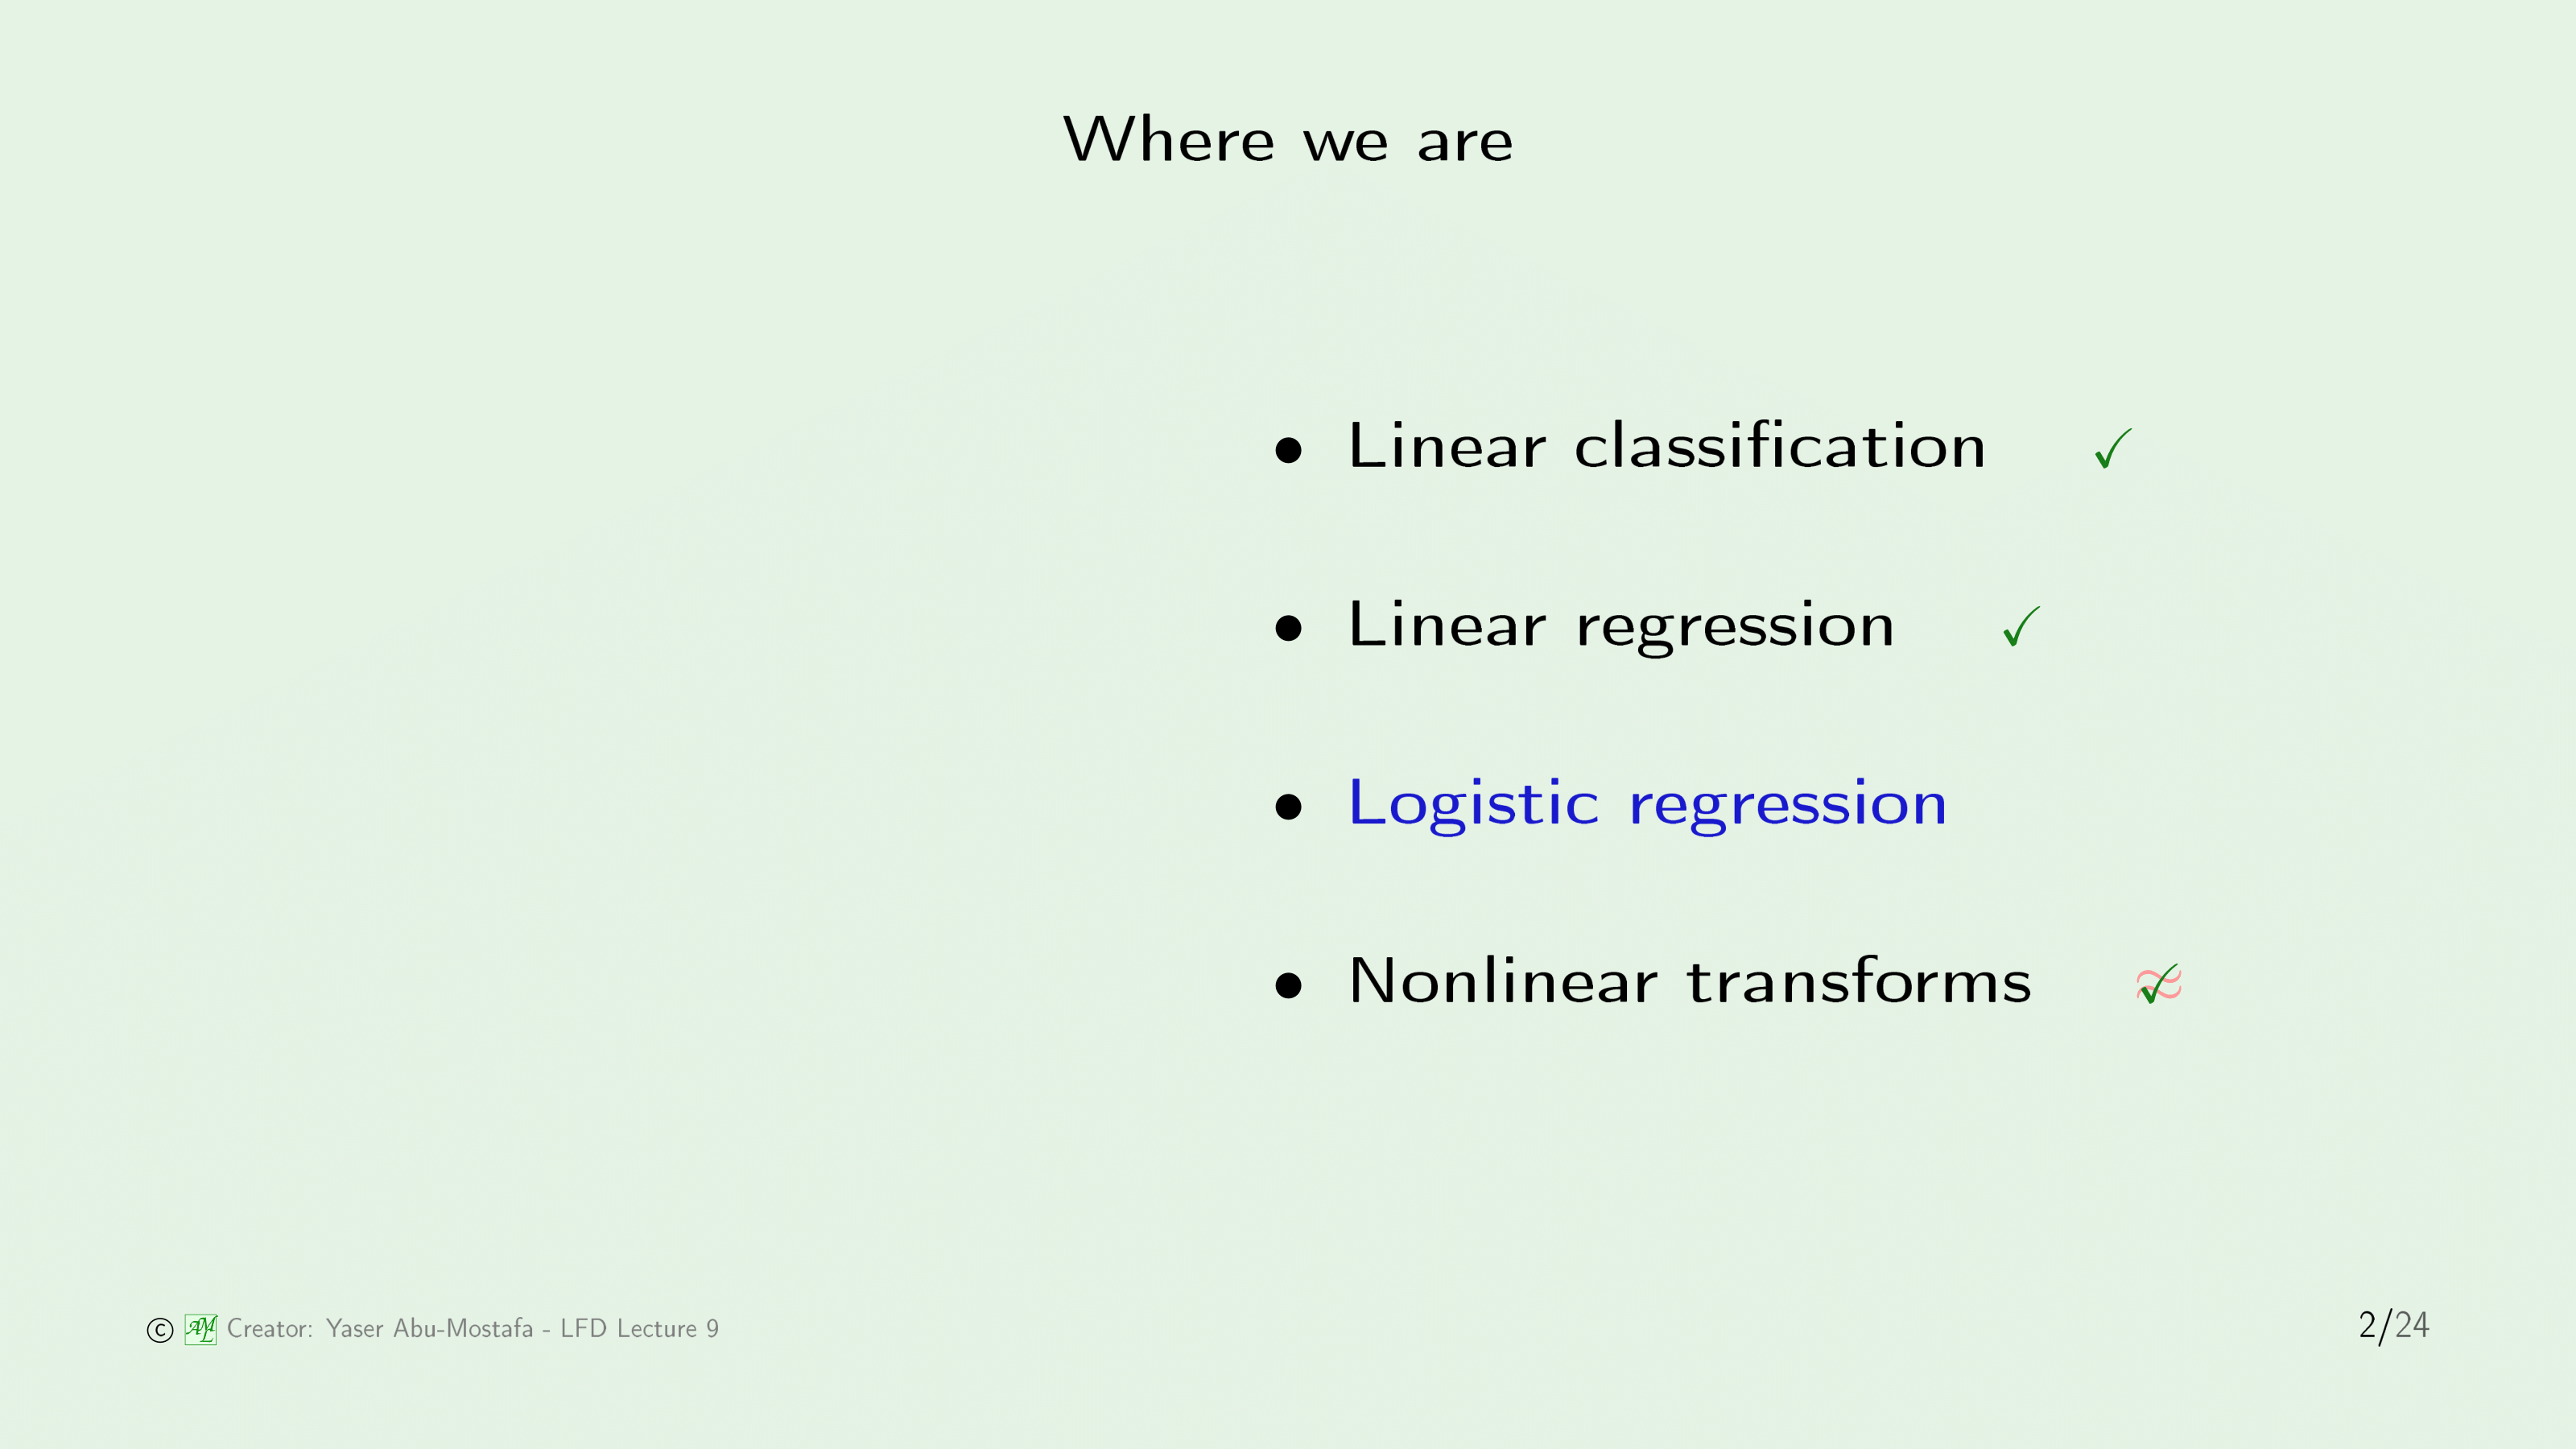 Where we are
• Linear classification ✓
• Linear regression ✓
• Logistic regression
• Nonlinear transforms ≈✓
© AML Creator: Yaser Abu-Mostafa - LFD Lecture 9
2/24